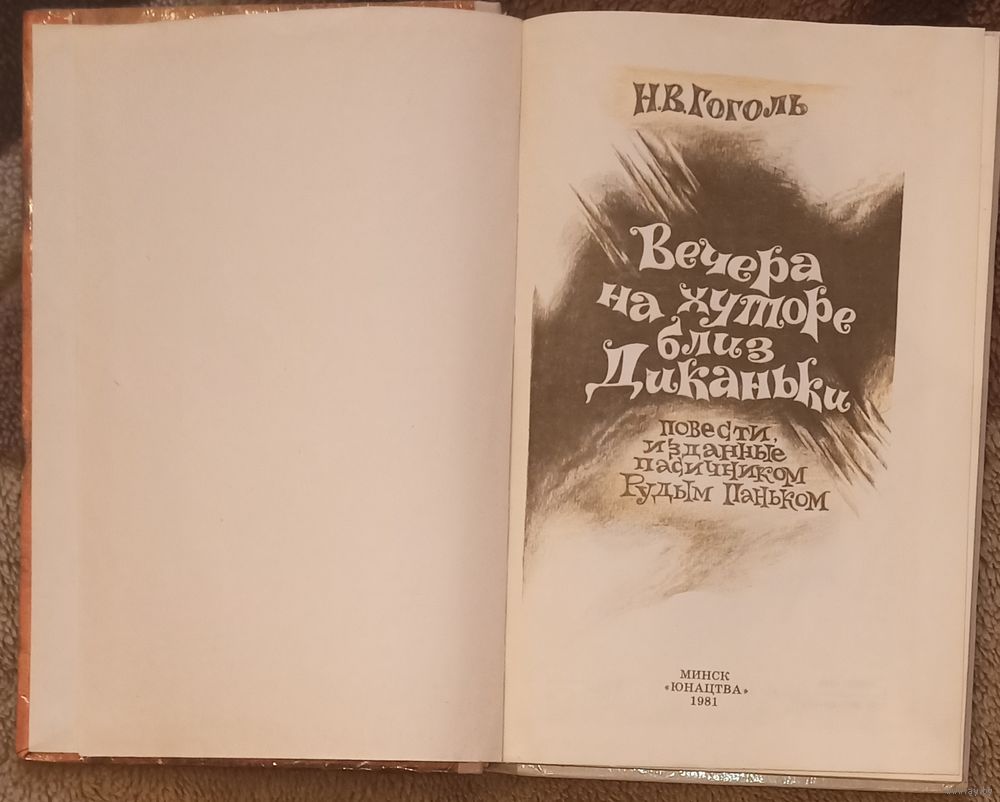 Н.В.Гоголь
Вечера
на хуторе
близ
Диканьки
повести,
изданные
пасичником
Рудым Паньком
МИНСК
«ЮНАЦТВА»
1981